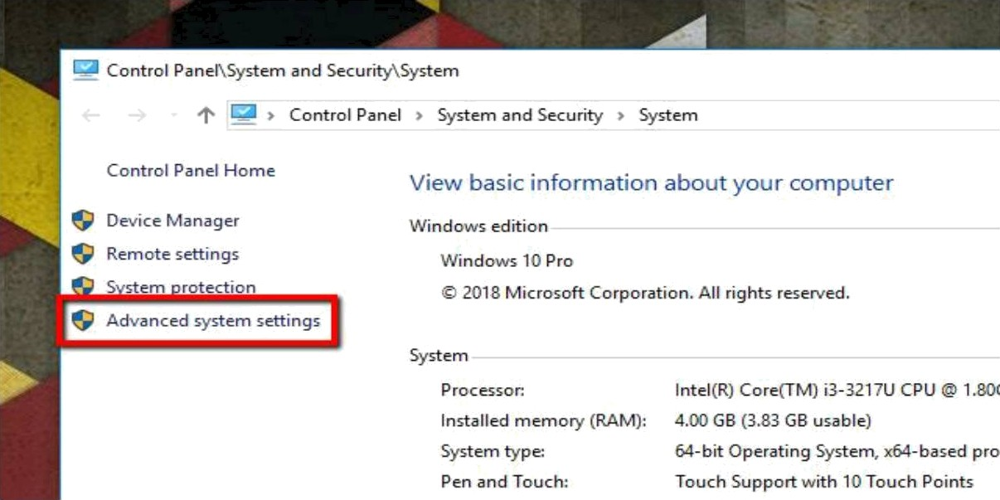 Control Panel\System and Security\System
Control Panel > System and Security > System
Control Panel Home
Device Manager
Remote settings
System protection
Advanced system settings
View basic information about your computer
Windows edition
Windows 10 Pro
© 2018 Microsoft Corporation. All rights reserved.
System
Processor: Intel(R) Core(TM) i3-3217U CPU @ 1.80
Installed memory (RAM): 4.00 GB (3.83 GB usable)
System type: 64-bit Operating System, x64-based pro
Pen and Touch: Touch Support with 10 Touch Points